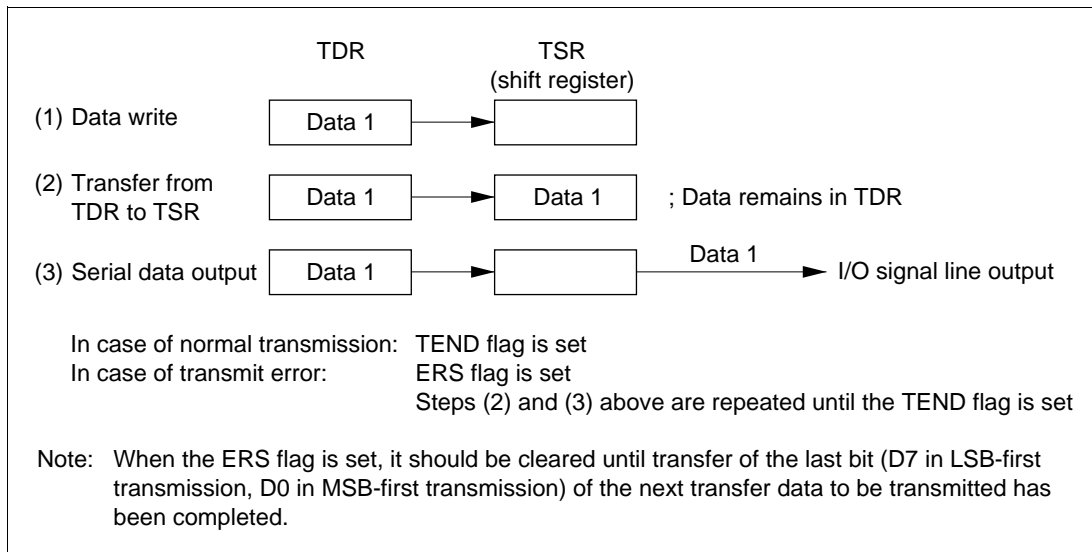 TDR
TSR
(shift register)
(1) Data write
Data 1
(2) Transfer from
TDR to TSR
Data 1
Data 1
; Data remains in TDR
(3) Serial data output
Data 1
Data 1
I/O signal line output
In case of normal transmission: TEND flag is set
In case of transmit error: ERS flag is set
Steps (2) and (3) above are repeated until the TEND flag is set
Note: When the ERS flag is set, it should be cleared until transfer of the last bit (D7 in LSB-first
transmission, D0 in MSB-first transmission) of the next transfer data to be transmitted has
been completed.